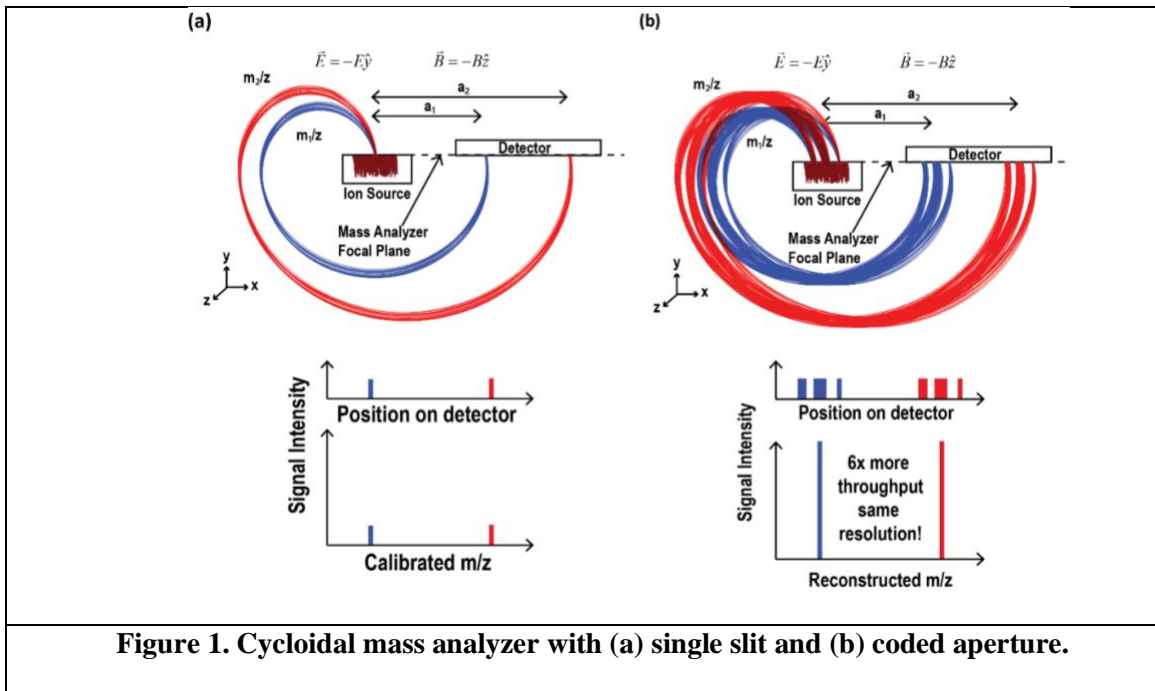 (a)
E⃗ = −Eŷ B⃗ = −Bẑ
m₂/z
a₂
a₁
m₁/z
Detector
Ion Source
Mass Analyzer
Focal Plane
y
x
z
Signal Intensity
Position on detector
Calibrated m/z
(b)
E⃗ = −Eŷ B⃗ = −Bẑ
m₂/z
a₂
a₁
m₁/z
Detector
Ion Source
Mass Analyzer
Focal Plane
y
x
z
Signal Intensity
Position on detector
6x more
throughput
same
resolution!
Reconstructed m/z
Figure 1. Cycloidal mass analyzer with (a) single slit and (b) coded aperture.